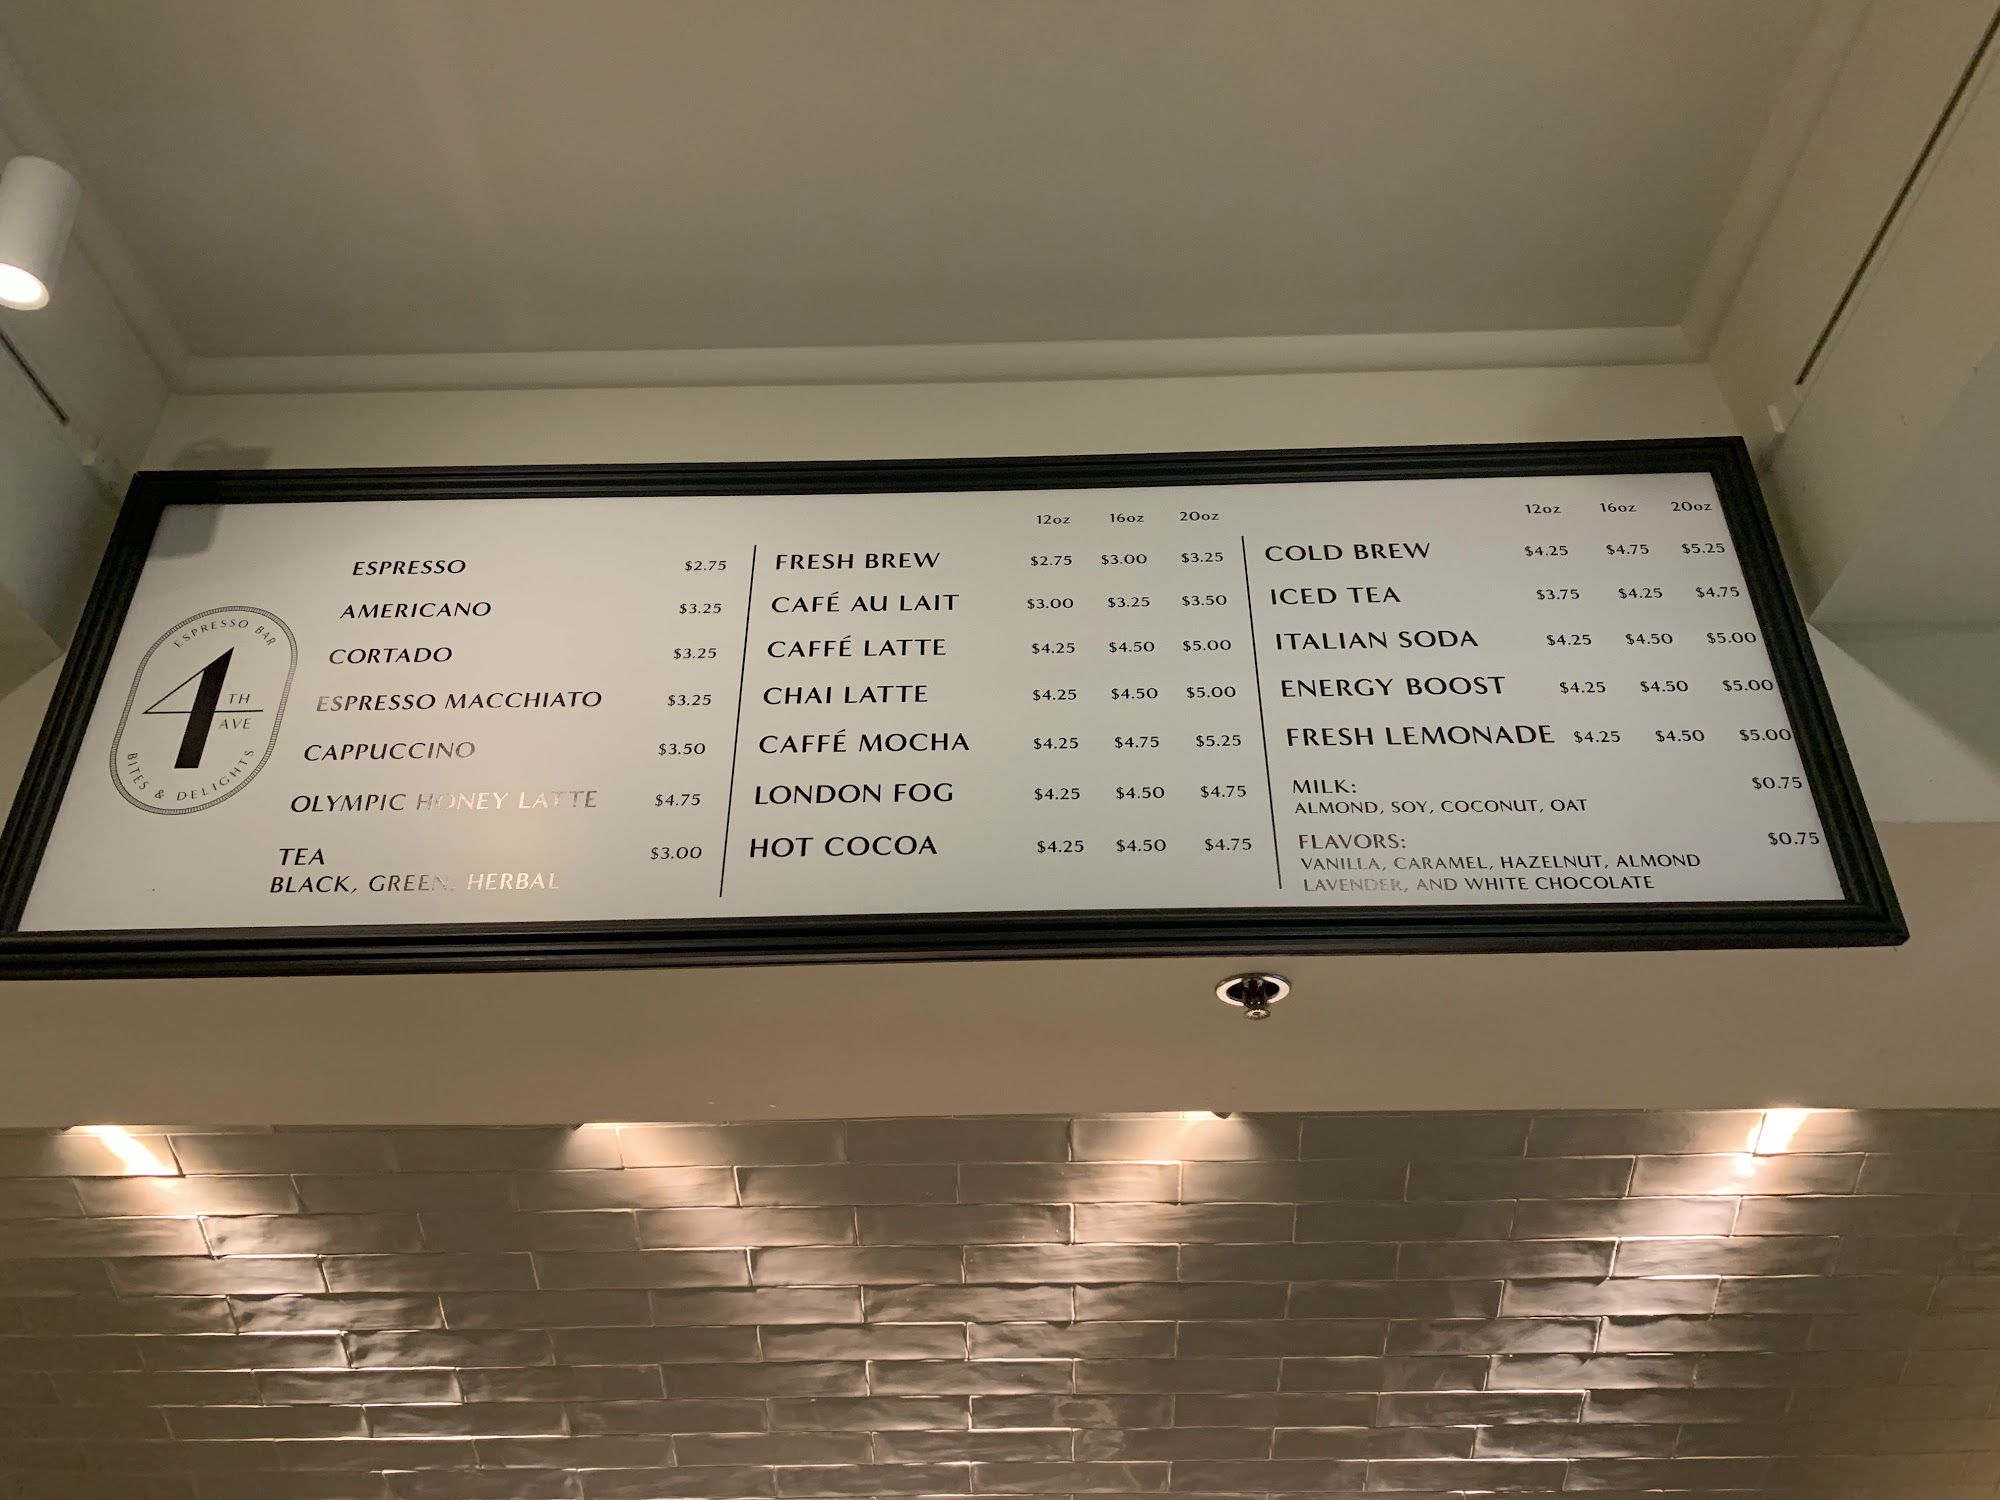 ESPRESSO BAR
4TH
AVE
BITES & DELIGHTS
ESPRESSO $2.75
AMERICANO $3.25
CORTADO $3.25
ESPRESSO MACCHIATO $3.25
CAPPUCCINO $3.50
OLYMPIC HONEY LATTE $4.75
TEA $3.00
BLACK, GREEN, HERBAL
12oz 16oz 20oz
FRESH BREW $2.75 $3.00 $3.25
CAFÉ AU LAIT $3.00 $3.25 $3.50
CAFFÉ LATTE $4.25 $4.50 $5.00
CHAI LATTE $4.25 $4.50 $5.00
CAFFÉ MOCHA $4.25 $4.75 $5.25
LONDON FOG $4.25 $4.50 $4.75
HOT COCOA $4.25 $4.50 $4.75
12oz 16oz 20oz
COLD BREW $4.25 $4.75 $5.25
ICED TEA $3.75 $4.25 $4.75
ITALIAN SODA $4.25 $4.50 $5.00
ENERGY BOOST $4.25 $4.50 $5.00
FRESH LEMONADE $4.25 $4.50 $5.00
MILK: $0.75
ALMOND, SOY, COCONUT, OAT
FLAVORS: $0.75
VANILLA, CARAMEL, HAZELNUT, ALMOND
LAVENDER, AND WHITE CHOCOLATE